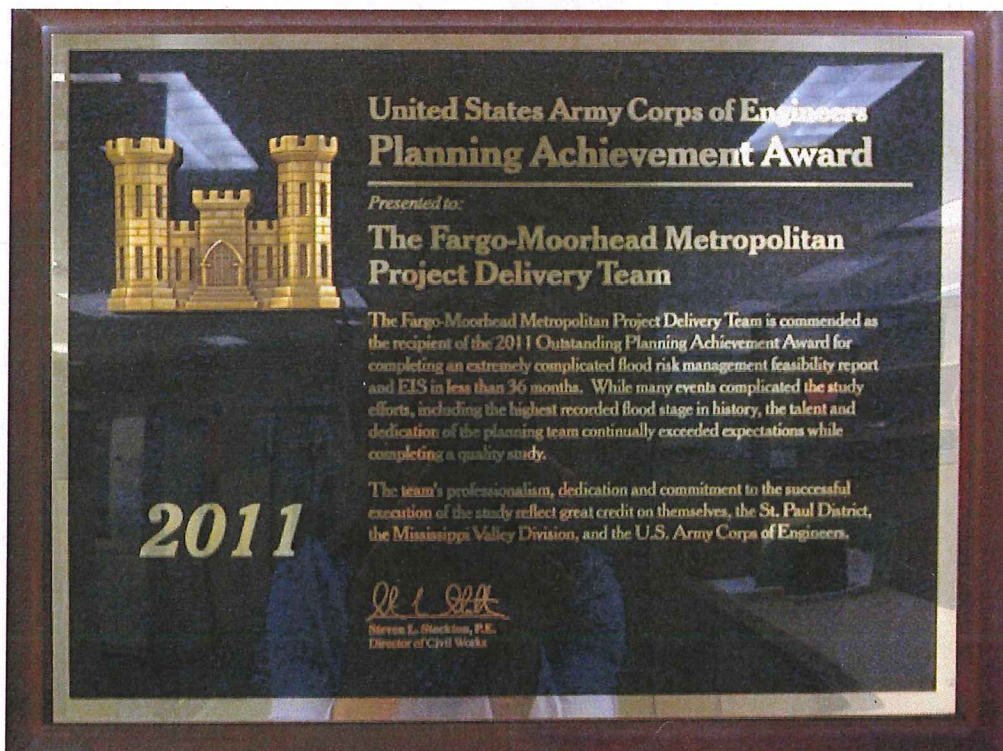 United States Army Corps of Engineers
Planning Achievement Award
Presented to:
The Fargo-Moorhead Metropolitan
Project Delivery Team
The Fargo-Moorhead Metropolitan Project Delivery Team is commended as
the recipient of the 2011 Outstanding Planning Achievement Award for
completing an extremely complicated flood risk management feasibility report
and EIS in less than 36 months. While many events complicated the study
efforts, including the highest recorded flood stage in history, the talent and
dedication of the planning team continually exceeded expectations while
completing a quality study.
The team's professionalism, dedication and commitment to the successful
execution of the study reflect great credit on themselves, the St. Paul District,
the Mississippi Valley Division, and the U.S. Army Corps of Engineers.
2011
Steven L. Stockton, P.E.
Director of Civil Works